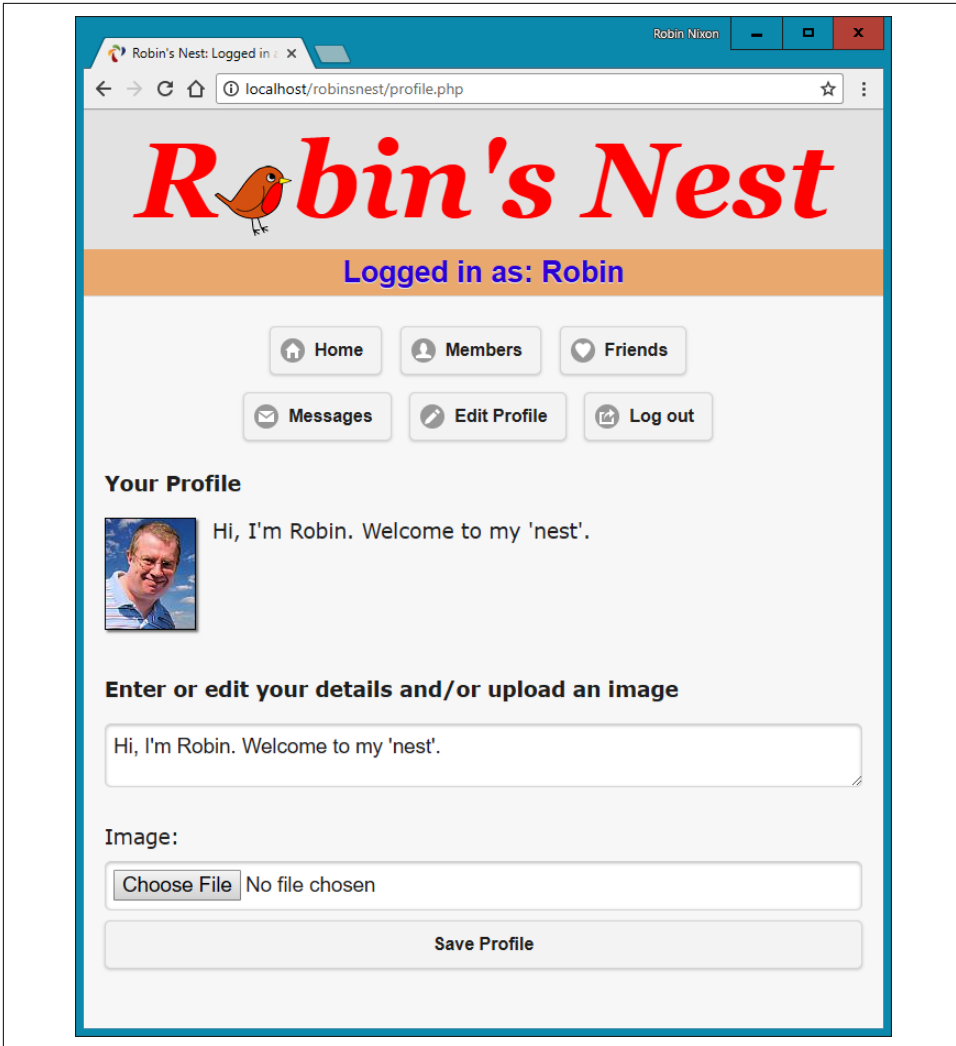 Robin Nixon
Robin's Nest: Logged in a
localhost/robinsnest/profile.php
R bin's Nest
Logged in as: Robin
Home Members Friends
Messages Edit Profile Log out
Your Profile
Hi, I'm Robin. Welcome to my 'nest'.
Enter or edit your details and/or upload an image
Hi, I'm Robin. Welcome to my 'nest'.
Image:
Choose File No file chosen
Save Profile